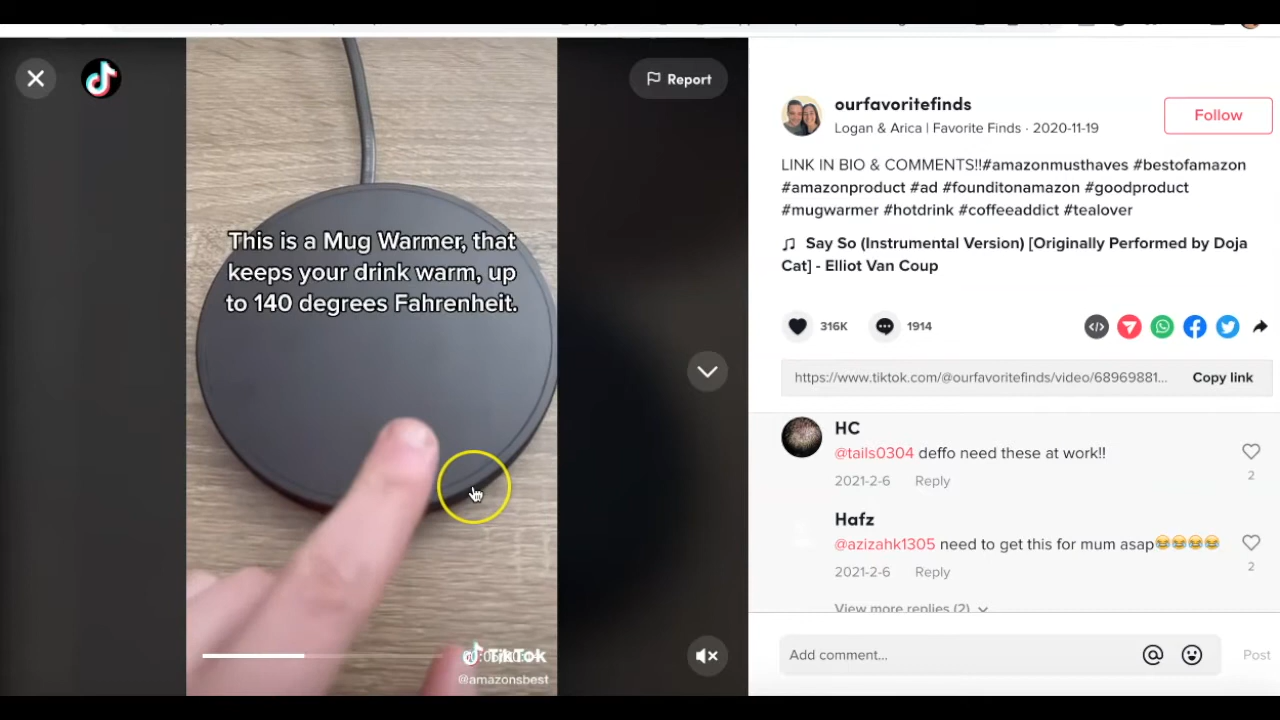 Report
This is a Mug Warmer, that
keeps your drink warm, up
to 140 degrees Fahrenheit.
TikTok
@amazonsbest
ourfavoritefinds
Logan & Arica | Favorite Finds · 2020-11-19
Follow
LINK IN BIO & COMMENTS!!#amazonmusthaves #bestofamazon
#amazonproduct #ad #founditonamazon #goodproduct
#mugwarmer #hotdrink #coffeeaddict #tealover
Say So (Instrumental Version) [Originally Performed by Doja
Cat] - Elliot Van Coup
316K
1914
https://www.tiktok.com/@ourfavoritefinds/video/68969881...
Copy link
HC
@tails0304 deffo need these at work!!
2021-2-6 Reply
2
Hafz
@azizahk1305 need to get this for mum asap😂😂😂😂
2021-2-6 Reply
2
View more replies (2)
Add comment...
Post